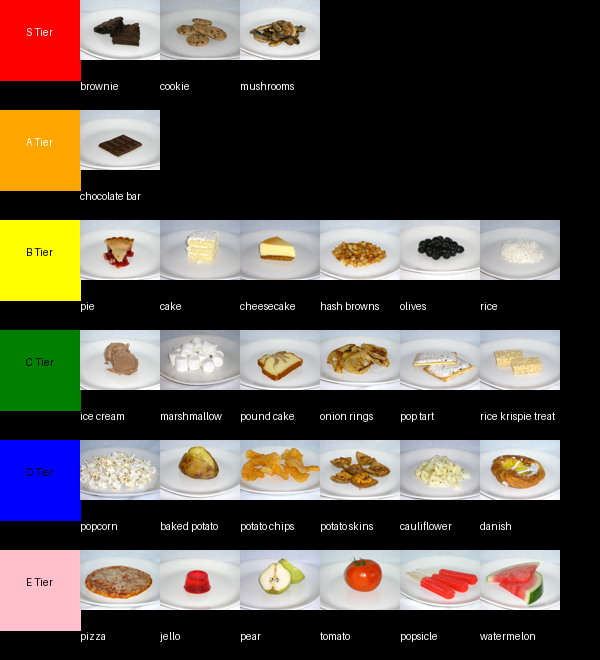 S Tier
brownie cookie mushrooms
A Tier
chocolate bar
B Tier
pie cake cheesecake hash browns olives rice
C Tier
ice cream marshmallow pound cake onion rings pop tart rice krispie treat
D Tier
popcorn baked potato potato chips potato skins cauliflower danish
E Tier
pizza jello pear tomato popsicle watermelon